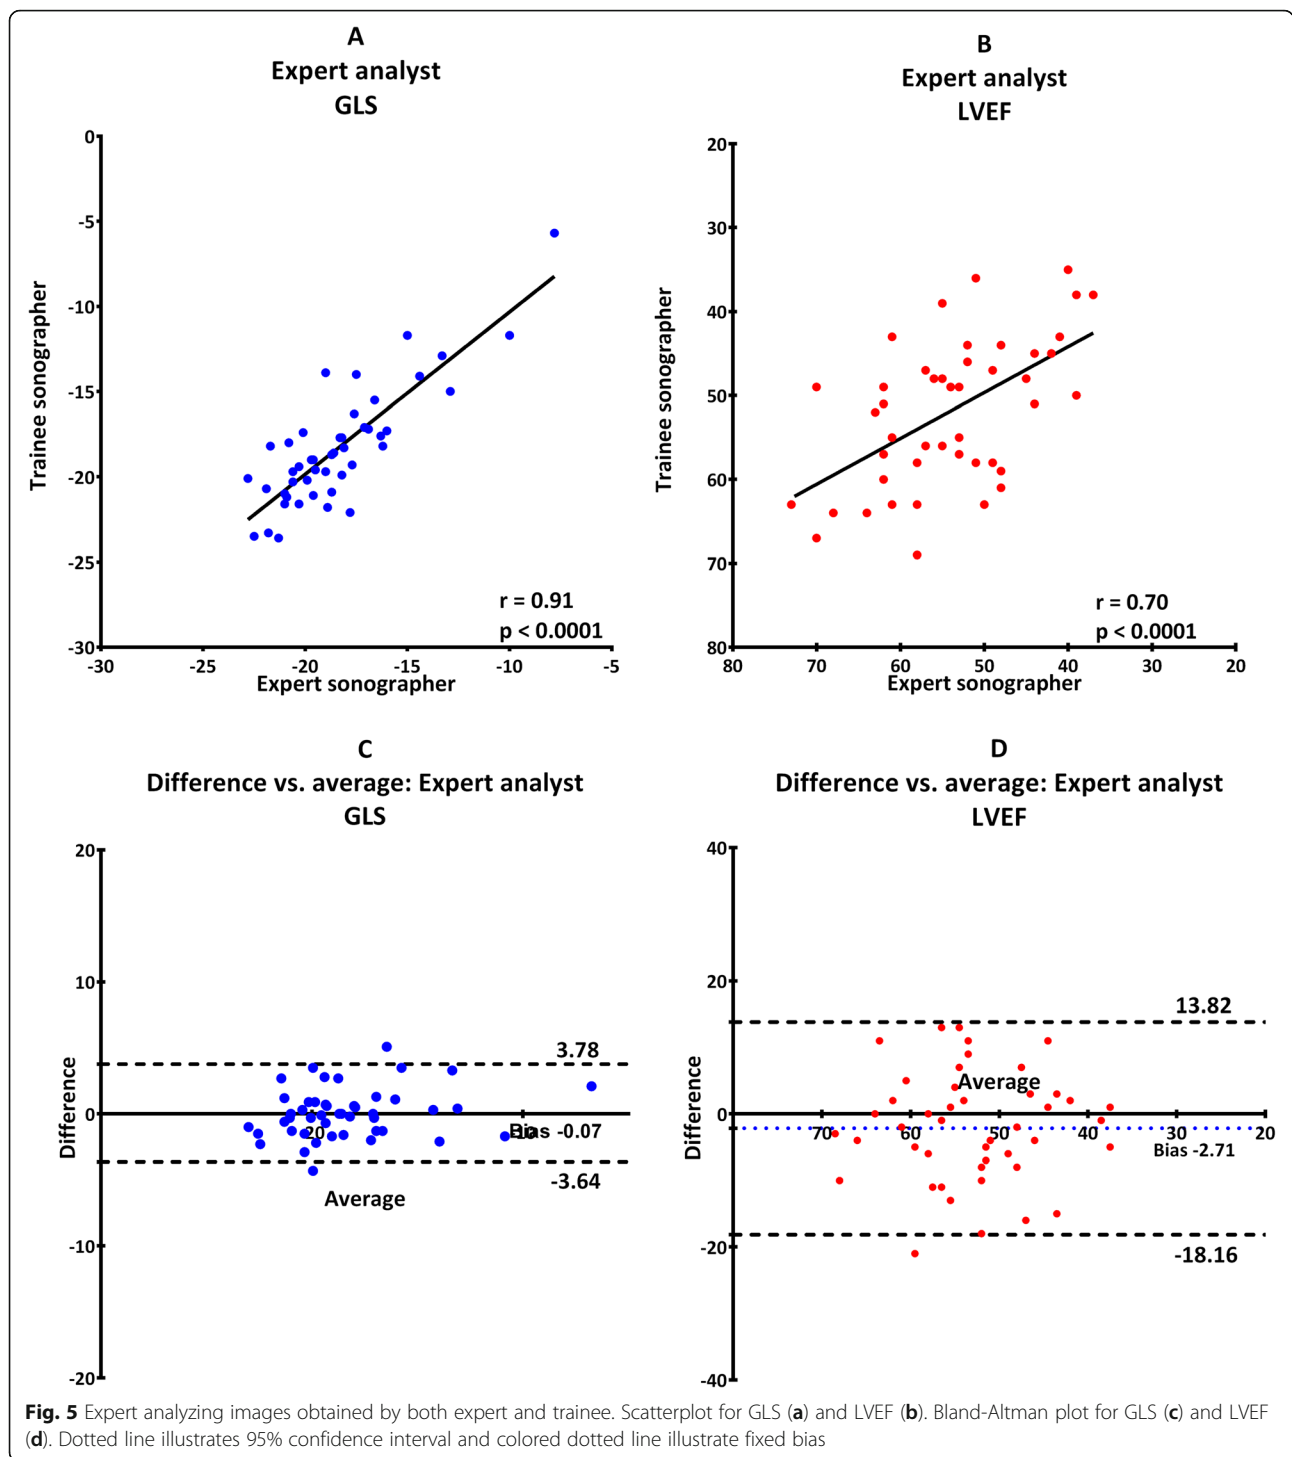 A
Expert analyst
GLS
0
-5
-10
-15
-20
-25
-30
Trainee sonographer
-30
-25
-20
-15
-10
-5
Expert sonographer
r = 0.91
p < 0.0001
B
Expert analyst
LVEF
20
30
40
50
60
70
80
Trainee sonographer
80
70
60
50
40
30
20
Expert sonographer
r = 0.70
p < 0.0001
C
Difference vs. average: Expert analyst
GLS
20
10
0
-10
-20
Difference
3.78
-20
-10
Bias -0.07
-3.64
Average
D
Difference vs. average: Expert analyst
LVEF
40
20
0
-20
-40
Difference
13.82
Average
70
60
50
40
30
20
Bias -2.71
-18.16
Fig. 5 Expert analyzing images obtained by both expert and trainee. Scatterplot for GLS (a) and LVEF (b). Bland-Altman plot for GLS (c) and LVEF
(d). Dotted line illustrates 95% confidence interval and colored dotted line illustrate fixed bias